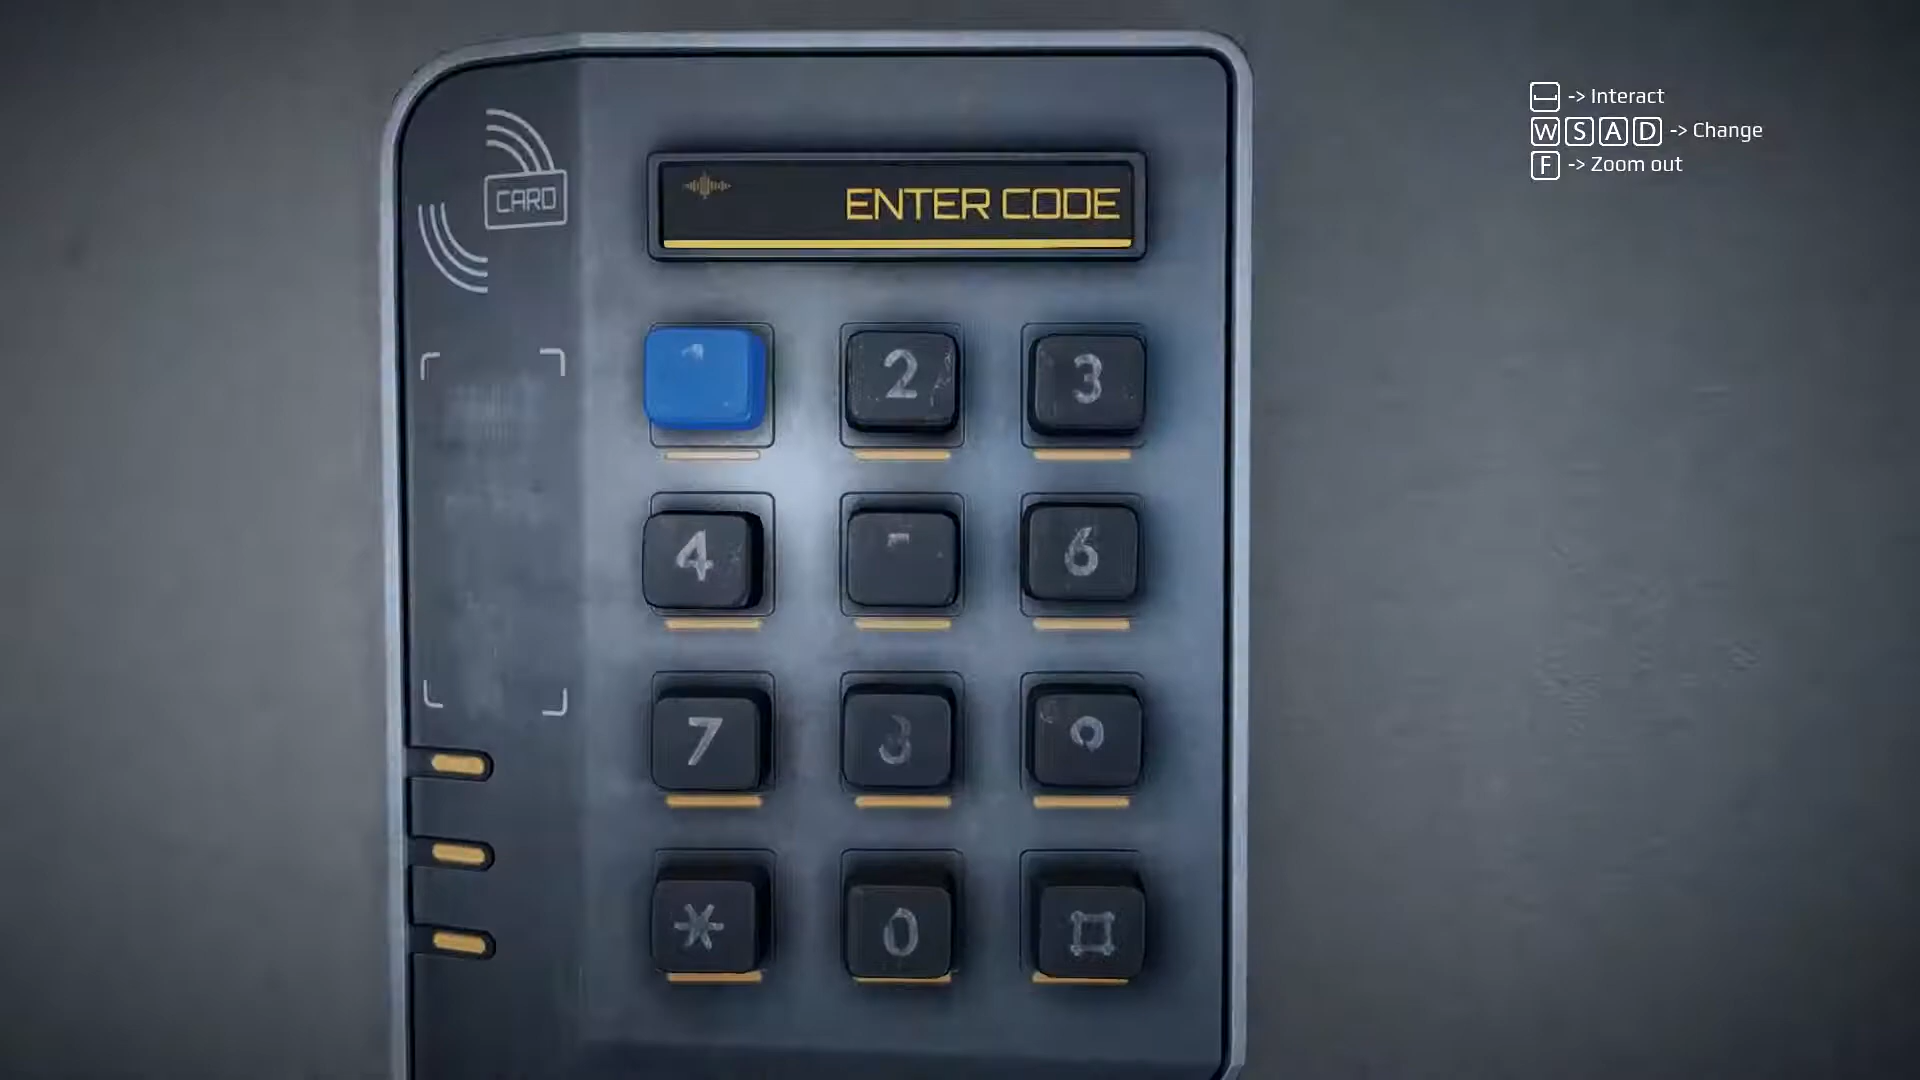 -> Interact
W S A D -> Change
F -> Zoom out
CARD
ENTER CODE
2 3
4 6
7
* 0